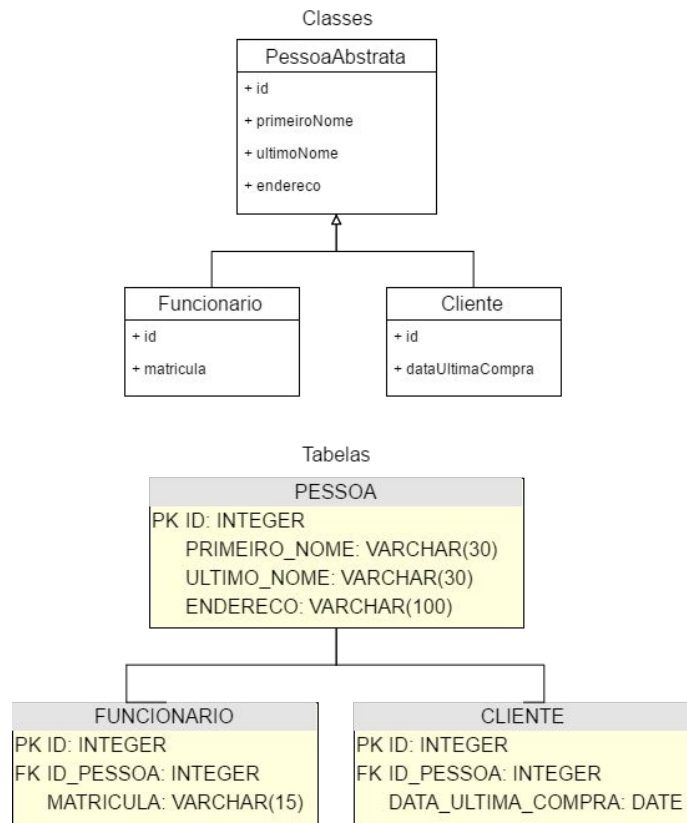 Classes
PessoaAbstrata
+ id
+ primeiroNome
+ ultimoNome
+ endereco
Funcionario
+ id
+ matricula
Cliente
+ id
+ dataUltimaCompra
Tabelas
PESSOA
PK ID: INTEGER
PRIMEIRO_NOME: VARCHAR(30)
ULTIMO_NOME: VARCHAR(30)
ENDERECO: VARCHAR(100)
FUNCIONARIO
PK ID: INTEGER
FK ID_PESSOA: INTEGER
MATRICULA: VARCHAR(15)
CLIENTE
PK ID: INTEGER
FK ID_PESSOA: INTEGER
DATA_ULTIMA_COMPRA: DATE